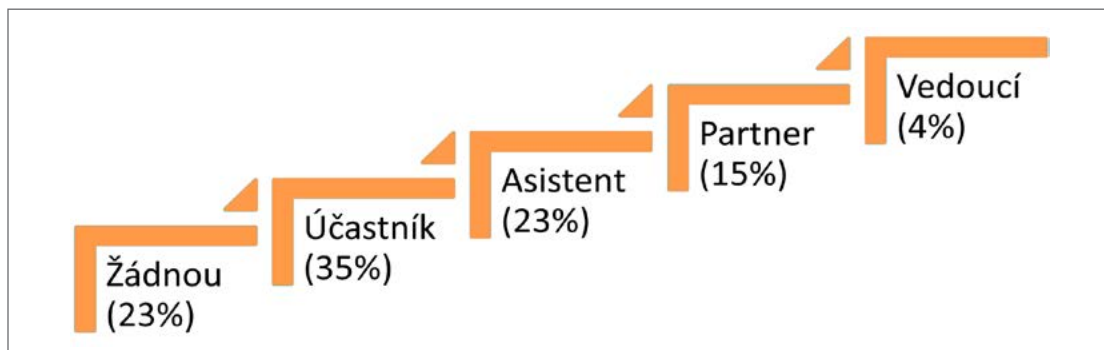 Žádnou
(23%)
Účastník
(35%)
Asistent
(23%)
Partner
(15%)
Vedoucí
(4%)